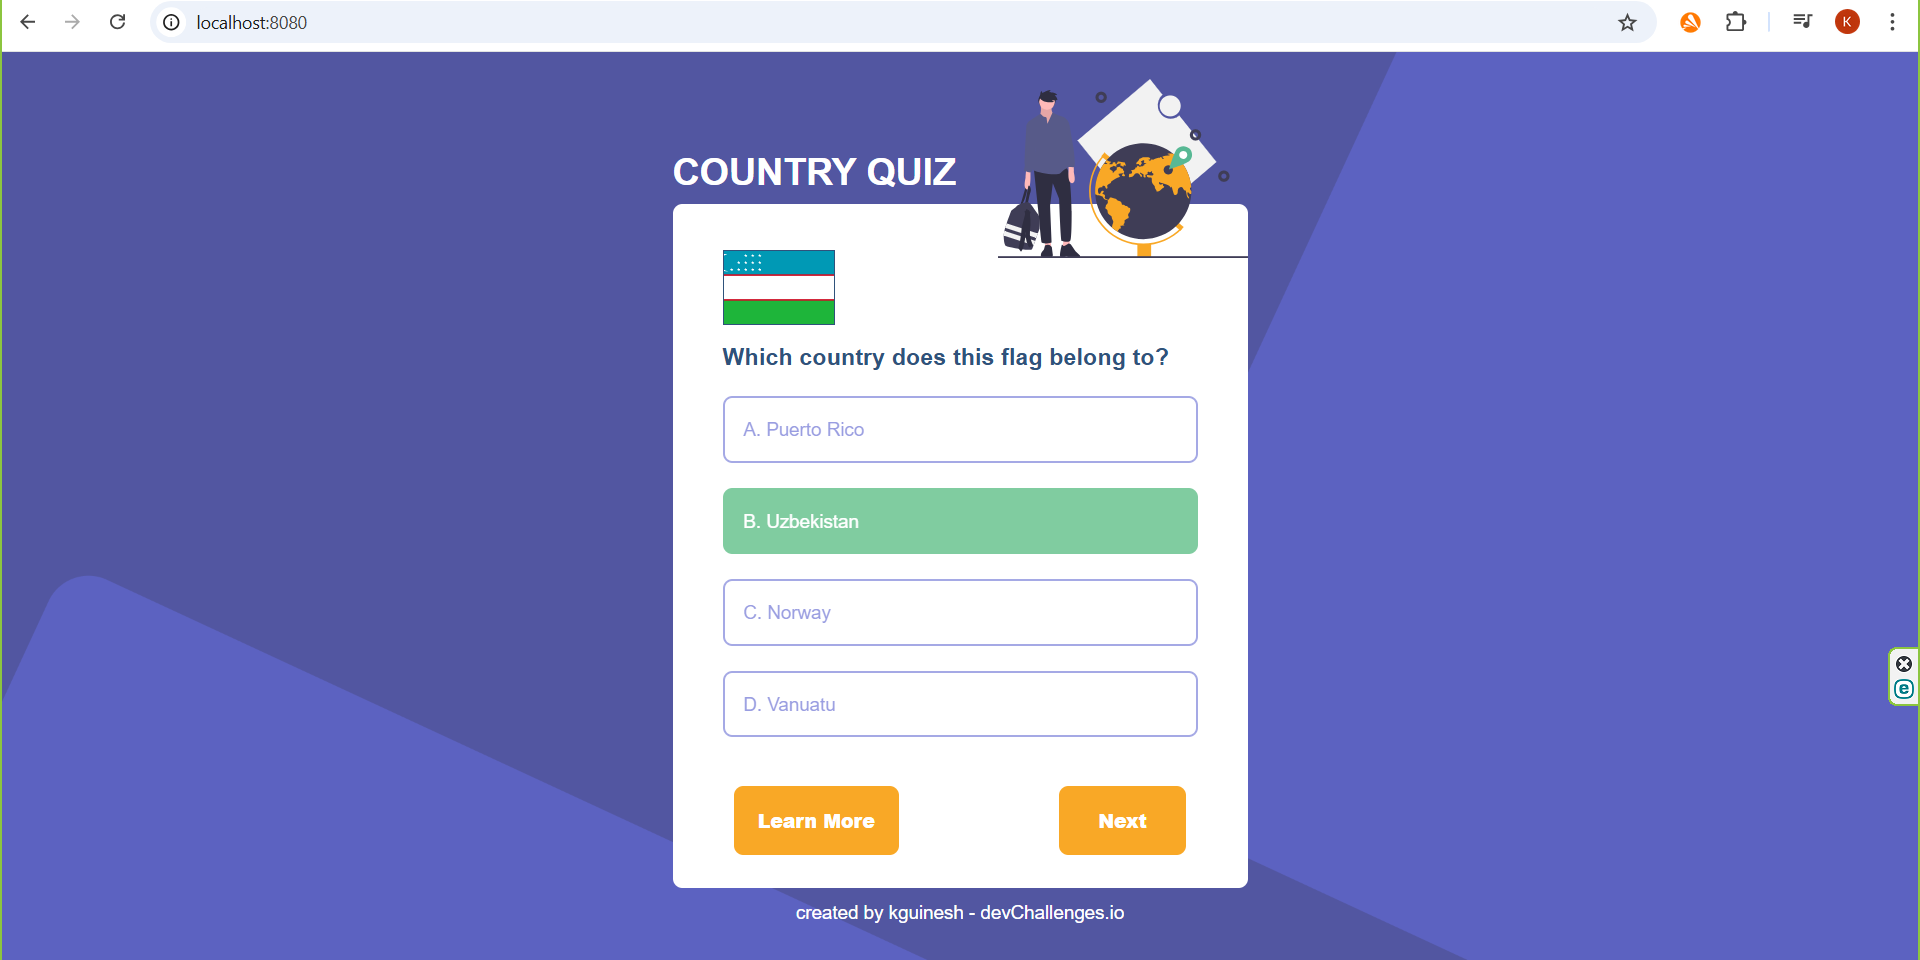 localhost:8080
K
COUNTRY QUIZ
Which country does this flag belong to?
A. Puerto Rico
B. Uzbekistan
C. Norway
D. Vanuatu
Learn More
Next
e
created by kguinesh - devChallenges.io